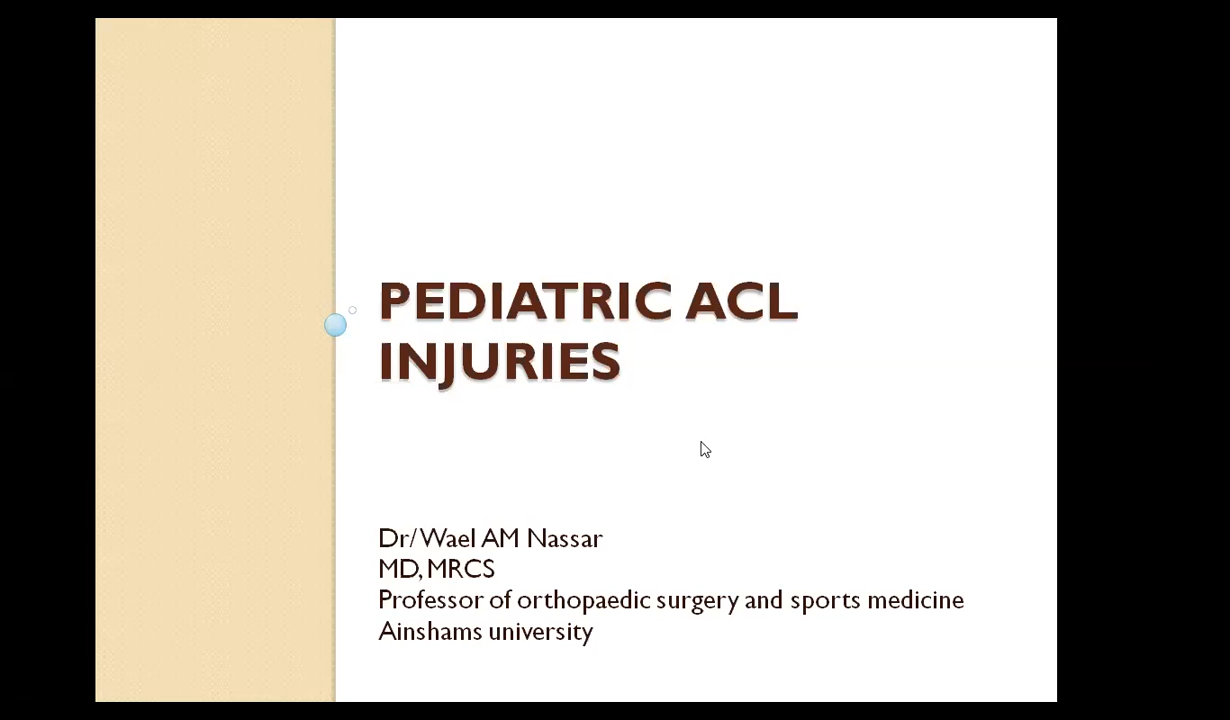 PEDIATRIC ACL
INJURIES
Dr/ Wael AM Nassar
MD, MRCS
Professor of orthopaedic surgery and sports medicine
Ainshams university